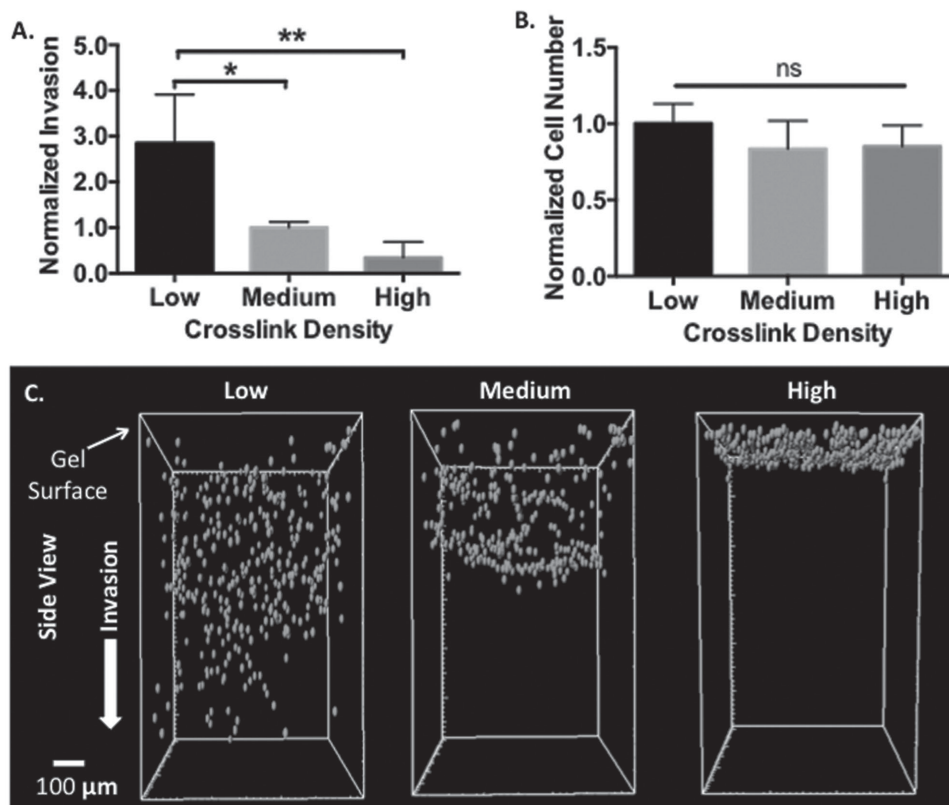 A.
Normalized Invasion
5.0
4.0
3.0
2.0
1.0
0.0
**
*
Low Medium High
Crosslink Density
B.
Normalized Cell Number
1.5
1.0
0.5
0.0
ns
Low Medium High
Crosslink Density
C.
Low
Medium
High
Gel
Surface
Side View
Invasion
100 µm